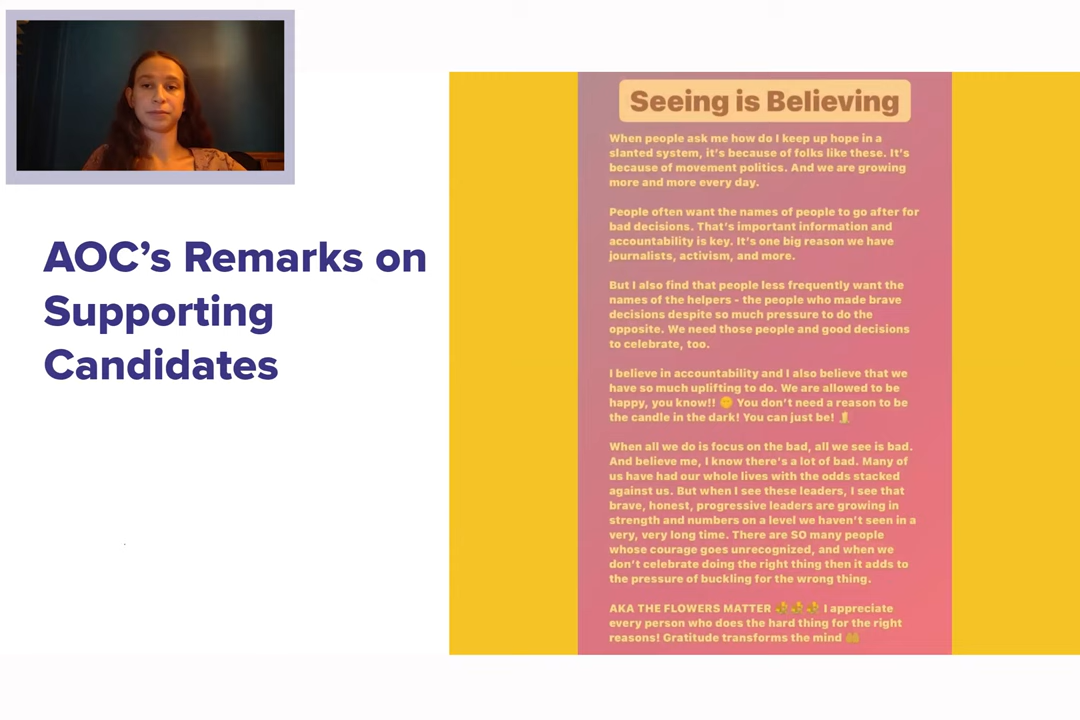 AOC’s Remarks on
Supporting
Candidates
Seeing is Believing
When people ask me how do I keep up hope in a
slanted system, it’s because of folks like these. It’s
because of movement politics. And we are growing
more and more every day.
People often want the names of people to go after for
bad decisions. That’s important information and
accountability is key. It’s one big reason we have
journalists, activism, and more.
But I also find that people less frequently want the
names of the helpers - the people who made brave
decisions despite so much pressure to do the
opposite. We need those people and good decisions
to celebrate, too.
I believe in accountability and I also believe that we
have so much uplifting to do. We are allowed to be
happy, you know!! 🌞 You don’t need a reason to be
the candle in the dark! You can just be!
When all we do is focus on the bad, all we see is bad.
And believe me, I know there’s a lot of bad. Many of
us have had our whole lives with the odds stacked
against us. But when I see these leaders, I see that
brave, honest, progressive leaders are growing in
strength and numbers on a level we haven’t seen in a
very, very long time. There are SO many people
whose courage goes unrecognized, and when we
don’t celebrate doing the right thing then it adds to
the pressure of buckling for the wrong thing.
AKA THE FLOWERS MATTER 💐💐💐 I appreciate
every person who does the hard thing for the right
reasons! Gratitude transforms the mind 🤲